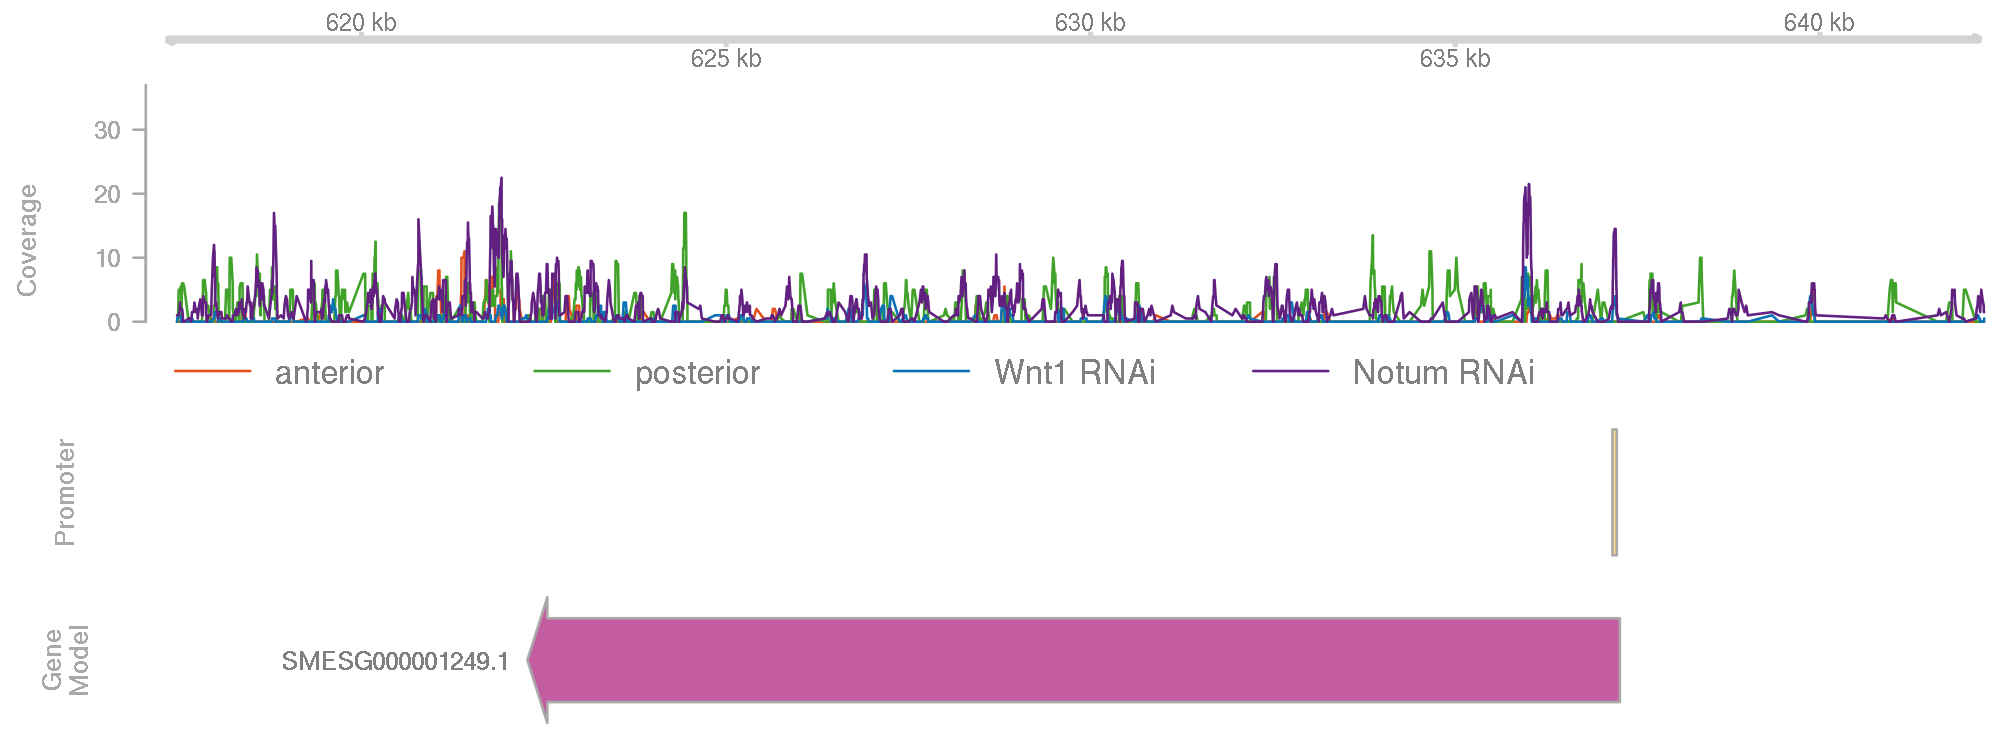 620 kb
630 kb
640 kb
625 kb
635 kb
Coverage
30
20
10
0
anterior
posterior
Wnt1 RNAi
Notum RNAi
Promoter
Gene
Model
SMESG000001249.1